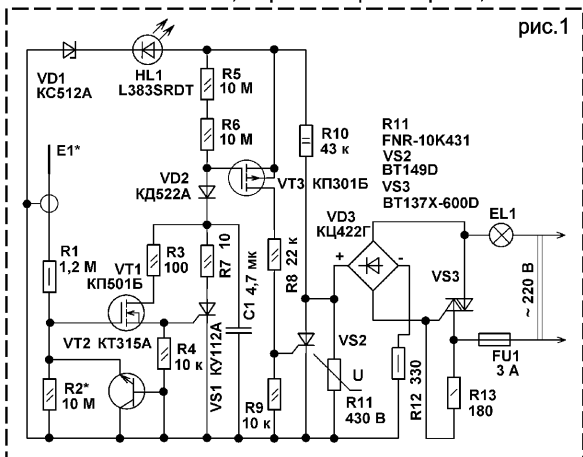 рис.1
VD1
КС512А
HL1
L383SRDT
R5
10 М
R6
10 М
R10
43 к
R11
FNR-10K431
VS2
BT149D
VS3
BT137X-600D
E1*
VD2
КД522А
VT3 КП301Б
VD3
КЦ422Г
EL1
R1
1,2 М
VT1
КП501Б
R3
100
R7 10
C1 4,7 мк
R8 22 к
+
-
VS3
~ 220 В
VT2 КТ315А
R4
10 к
VS1 КУ112А
VS2
U
FU1
3 А
R2*
10 М
R9
10 к
R11
430 В
R12 330
R13
180